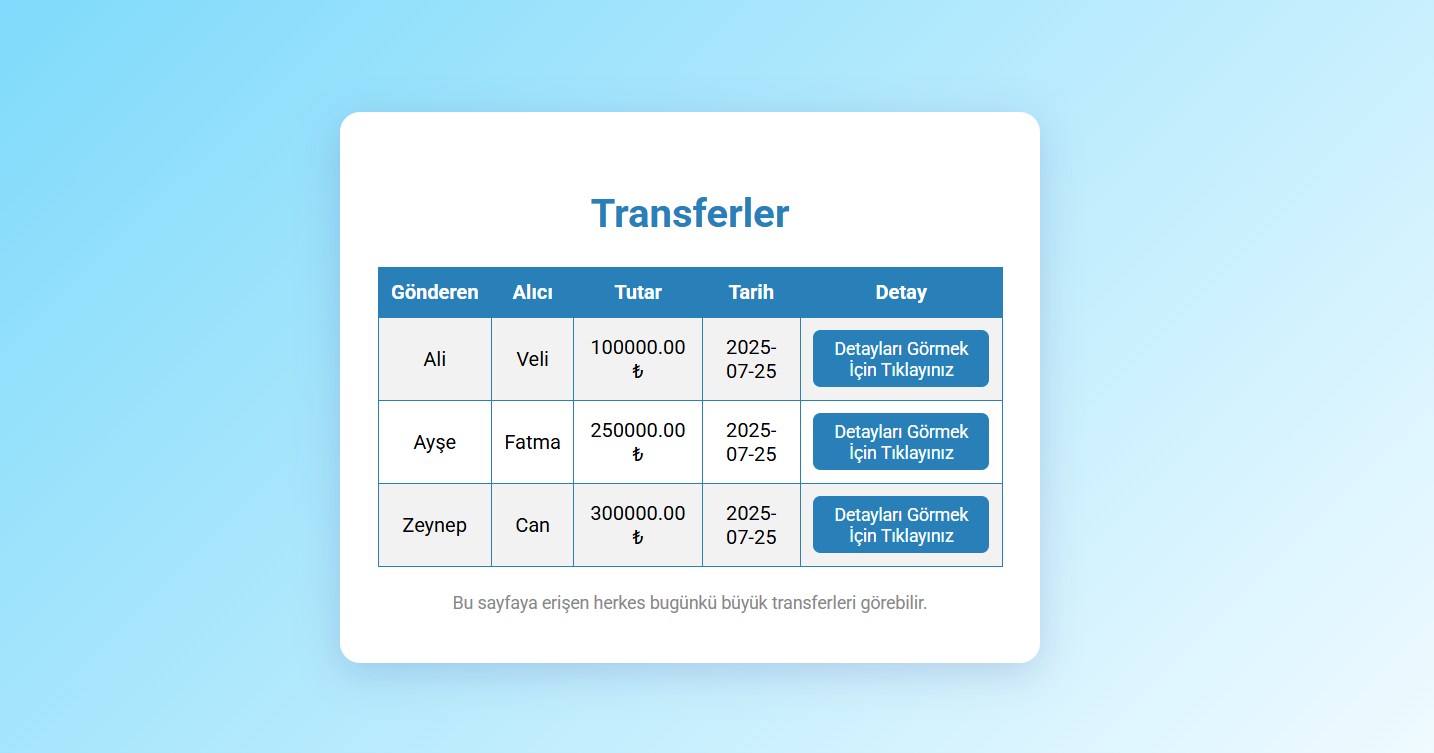 Transferler
Gönderen Alıcı Tutar Tarih Detay
Ali Veli 100000.00 ₺ 2025-07-25 Detayları Görmek İçin Tıklayınız
Ayşe Fatma 250000.00 ₺ 2025-07-25 Detayları Görmek İçin Tıklayınız
Zeynep Can 300000.00 ₺ 2025-07-25 Detayları Görmek İçin Tıklayınız
Bu sayfaya erişen herkes bugünkü büyük transferleri görebilir.